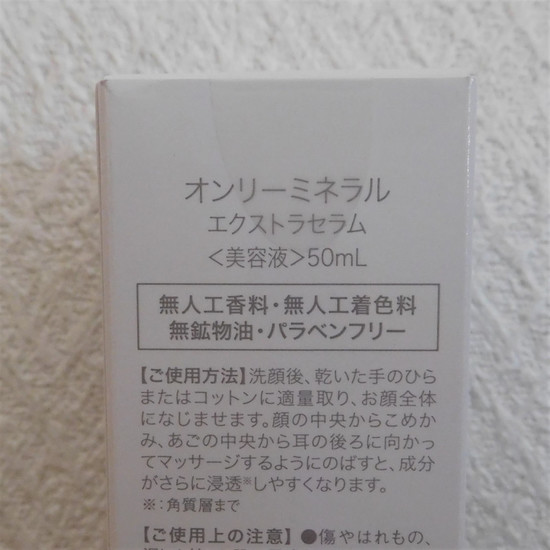 オンリーミネラル
エクストラセラム
<美容液>50mL
無人工香料・無人工着色料
無鉱物油・パラベンフリー
【ご使用方法】洗顔後、乾いた手のひら
またはコットンに適量取り、お顔全体
になじませます。顔の中央からこめか
み、あごの中央から耳の後ろに向かっ
てマッサージするようにのばすと、成分
がさらに浸透※しやすくなります。
※:角質層まで
【ご使用上の注意】●傷やはれもの、